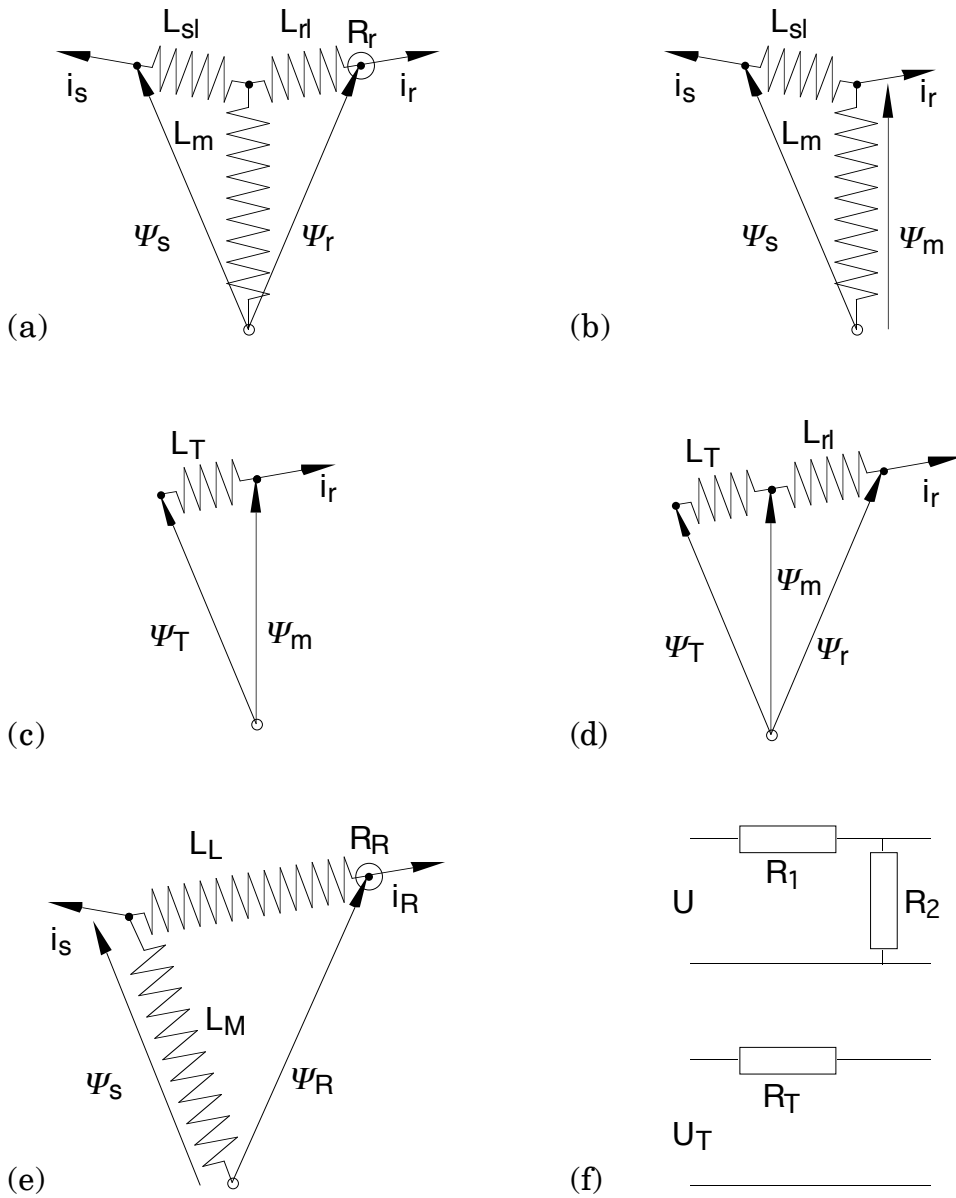 L_sl L_rl R_r
i_s i_r
L_m
Ψ_s Ψ_r
(a)
L_sl
i_s i_r
L_m
Ψ_s Ψ_m
(b)
L_T
i_r
Ψ_T Ψ_m
(c)
L_T L_rl
i_r
Ψ_m
Ψ_T Ψ_r
(d)
L_L R_R
i_s i_R
L_M
Ψ_s Ψ_R
(e)
R_1
U R_2
R_T
U_T
(f)